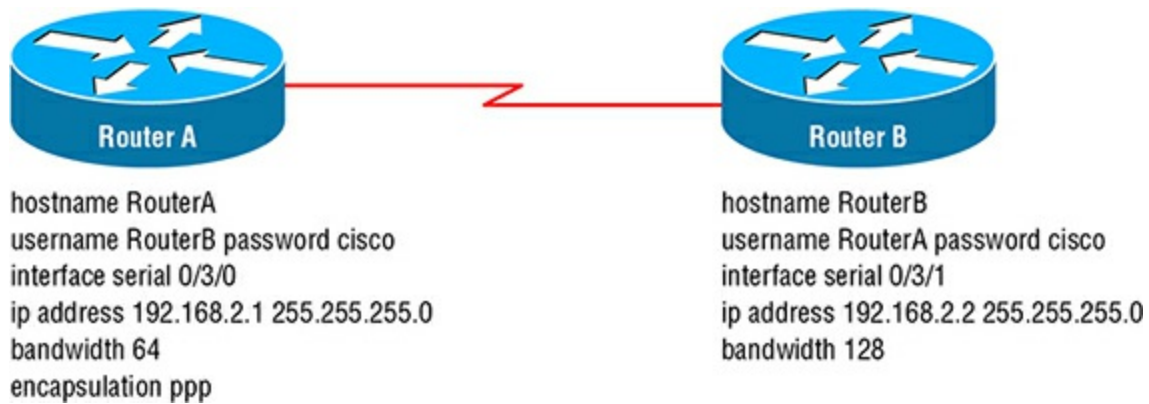 Router A
Router B
hostname RouterA
username RouterB password cisco
interface serial 0/3/0
ip address 192.168.2.1 255.255.255.0
bandwidth 64
encapsulation ppp
hostname RouterB
username RouterA password cisco
interface serial 0/3/1
ip address 192.168.2.2 255.255.255.0
bandwidth 128